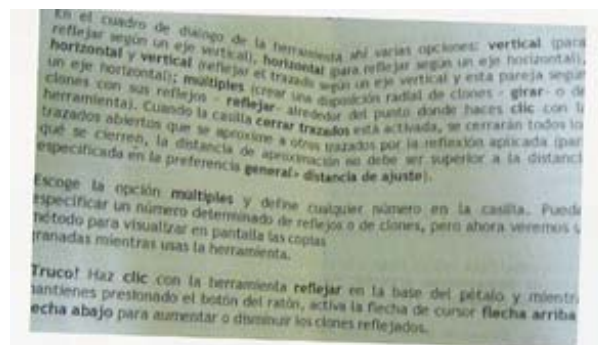 En el cuadro de dialogo de la herramienta ahí varias opciones: vertical (para
reflejar según un eje vertical), horizontal (para reflejar según un eje horizontal),
horizontal y vertical (reflejar el trazado según un eje vertical y esta pareja según
un eje horizontal); múltiples (crear una disposición radial de clones - girar- o de
clones con sus reflejos - reflejar- alrededor del punto donde haces clic con la
herramienta). Cuando la casilla cerrar trazados está activada, se cerrarán todos lo
trazados abiertos que se aproxime a otros trazados por la reflexión aplicada (par
qué se cierren, la distancia de aproximación no debe ser superior a la distanci
especificada en la preferencia general> distancia de ajuste).
Escoge la opción múltiples y define cualquier número en la casilla. Puede
especificar un número determinado de reflejos o de clones, pero ahora veremos u
método para visualizar en pantalla las copias
granadas mientras usas la herramienta.
Truco! Haz clic con la herramienta reflejar en la base del pétalo y mientr
mantienes presionado el botón del ratón, activa la flecha de cursor flecha arriba
flecha abajo para aumentar o disminuir los clones reflejados.